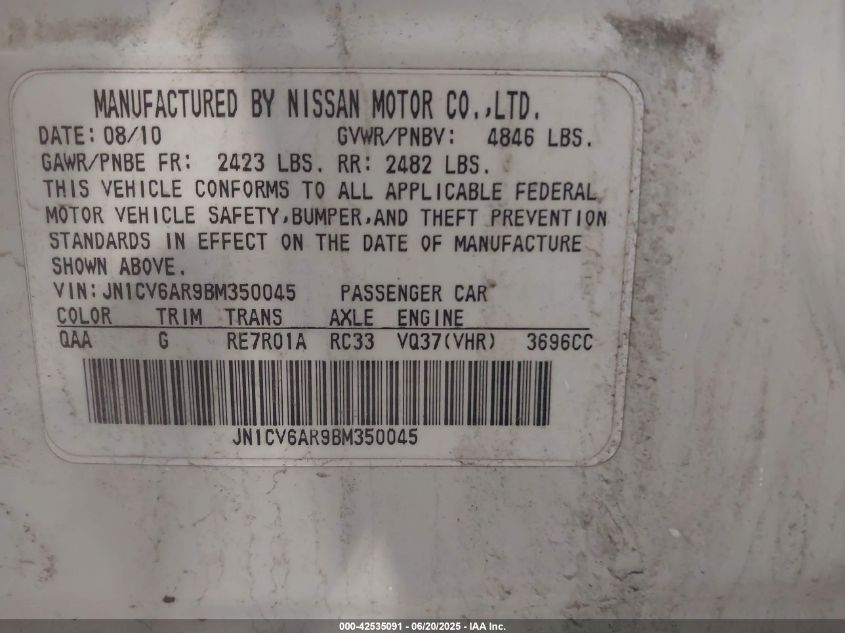 MANUFACTURED BY NISSAN MOTOR CO.,LTD.
DATE: 08/10 GVWR/PNBV: 4846 LBS.
GAWR/PNBE FR: 2423 LBS. RR: 2482 LBS.
THIS VEHICLE CONFORMS TO ALL APPLICABLE FEDERAL
MOTOR VEHICLE SAFETY,BUMPER,AND THEFT PREVENTION
STANDARDS IN EFFECT ON THE DATE OF MANUFACTURE
SHOWN ABOVE.
VIN: JN1CV6AR9BM350045 PASSENGER CAR
COLOR TRIM TRANS AXLE ENGINE
QAA G RE7R01A RC33 VQ37(VHR) 3696CC
JN1CV6AR9BM350045
000-42535091 - 06/20/2025 - IAA Inc.